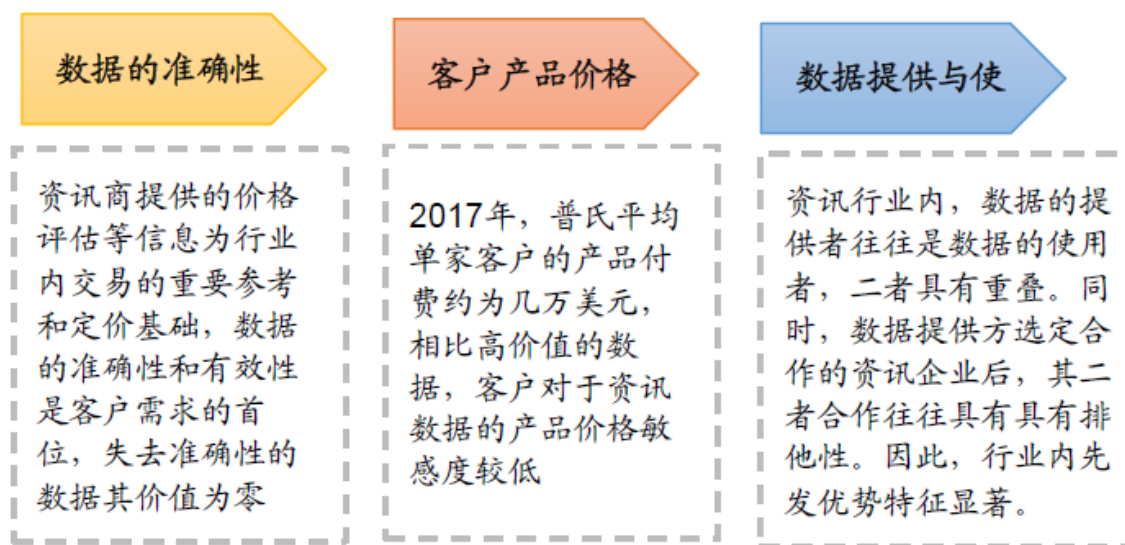 数据的准确性
资讯商提供的价格
评估等信息为行业
内交易的重要参考
和定价基础，数据
的准确性和有效性
是客户需求的首
位，失去准确性的
数据其价值为零
客户产品价格
2017年，普氏平均
单家客户的产品付
费约为几万美元，
相比高价值的数
据，客户对于资讯
数据的产品价格敏
感度较低
数据提供与使
资讯行业内，数据的提
供者往往是数据的使用
者，二者具有重叠。同
时，数据提供方选定合
作的资讯企业后，其二
者合作往往具有具有排
他性。因此，行业内先
发优势特征显著。